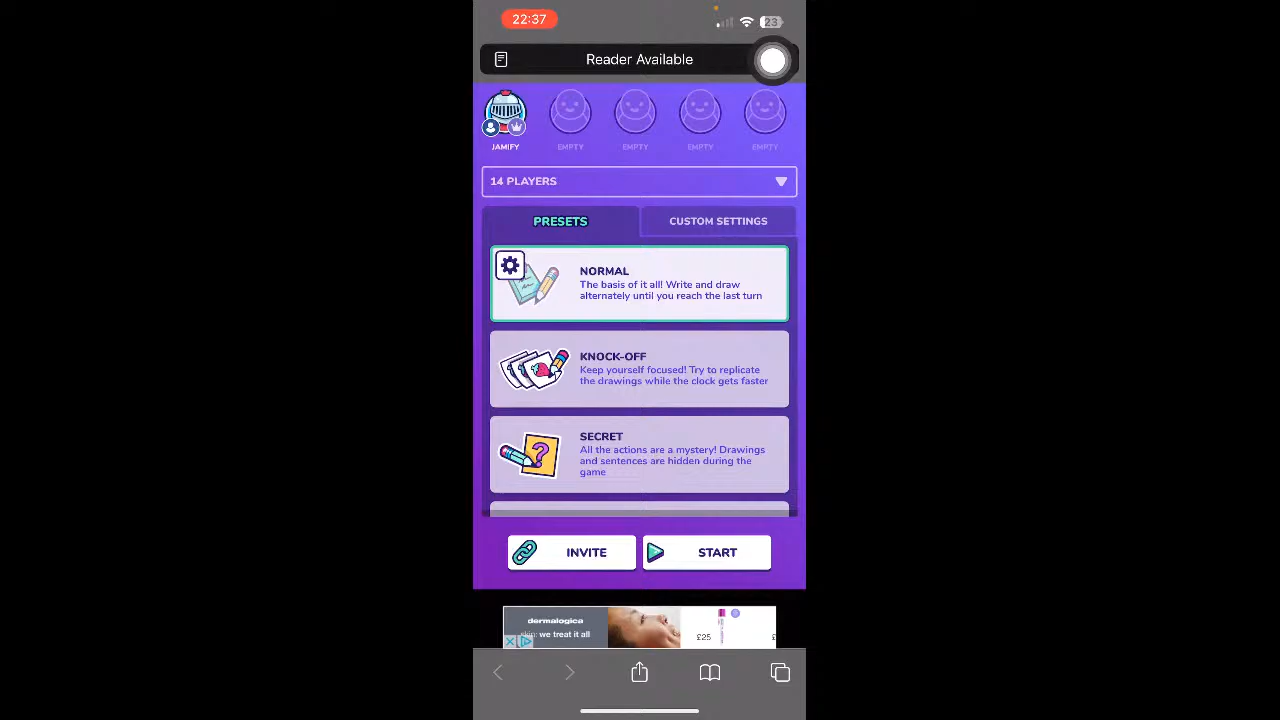 22:37
23
Reader Available
JAMIFY
EMPTY
EMPTY
EMPTY
EMPTY
14 PLAYERS
PRESETS
CUSTOM SETTINGS
NORMAL
The basis of it all! Write and draw
alternately until you reach the last turn
KNOCK-OFF
Keep yourself focused! Try to replicate
the drawings while the clock gets faster
SECRET
All the actions are a mystery! Drawings
and sentences are hidden during the
game
INVITE
START
dermalogica
skin: we treat it all
£25
£